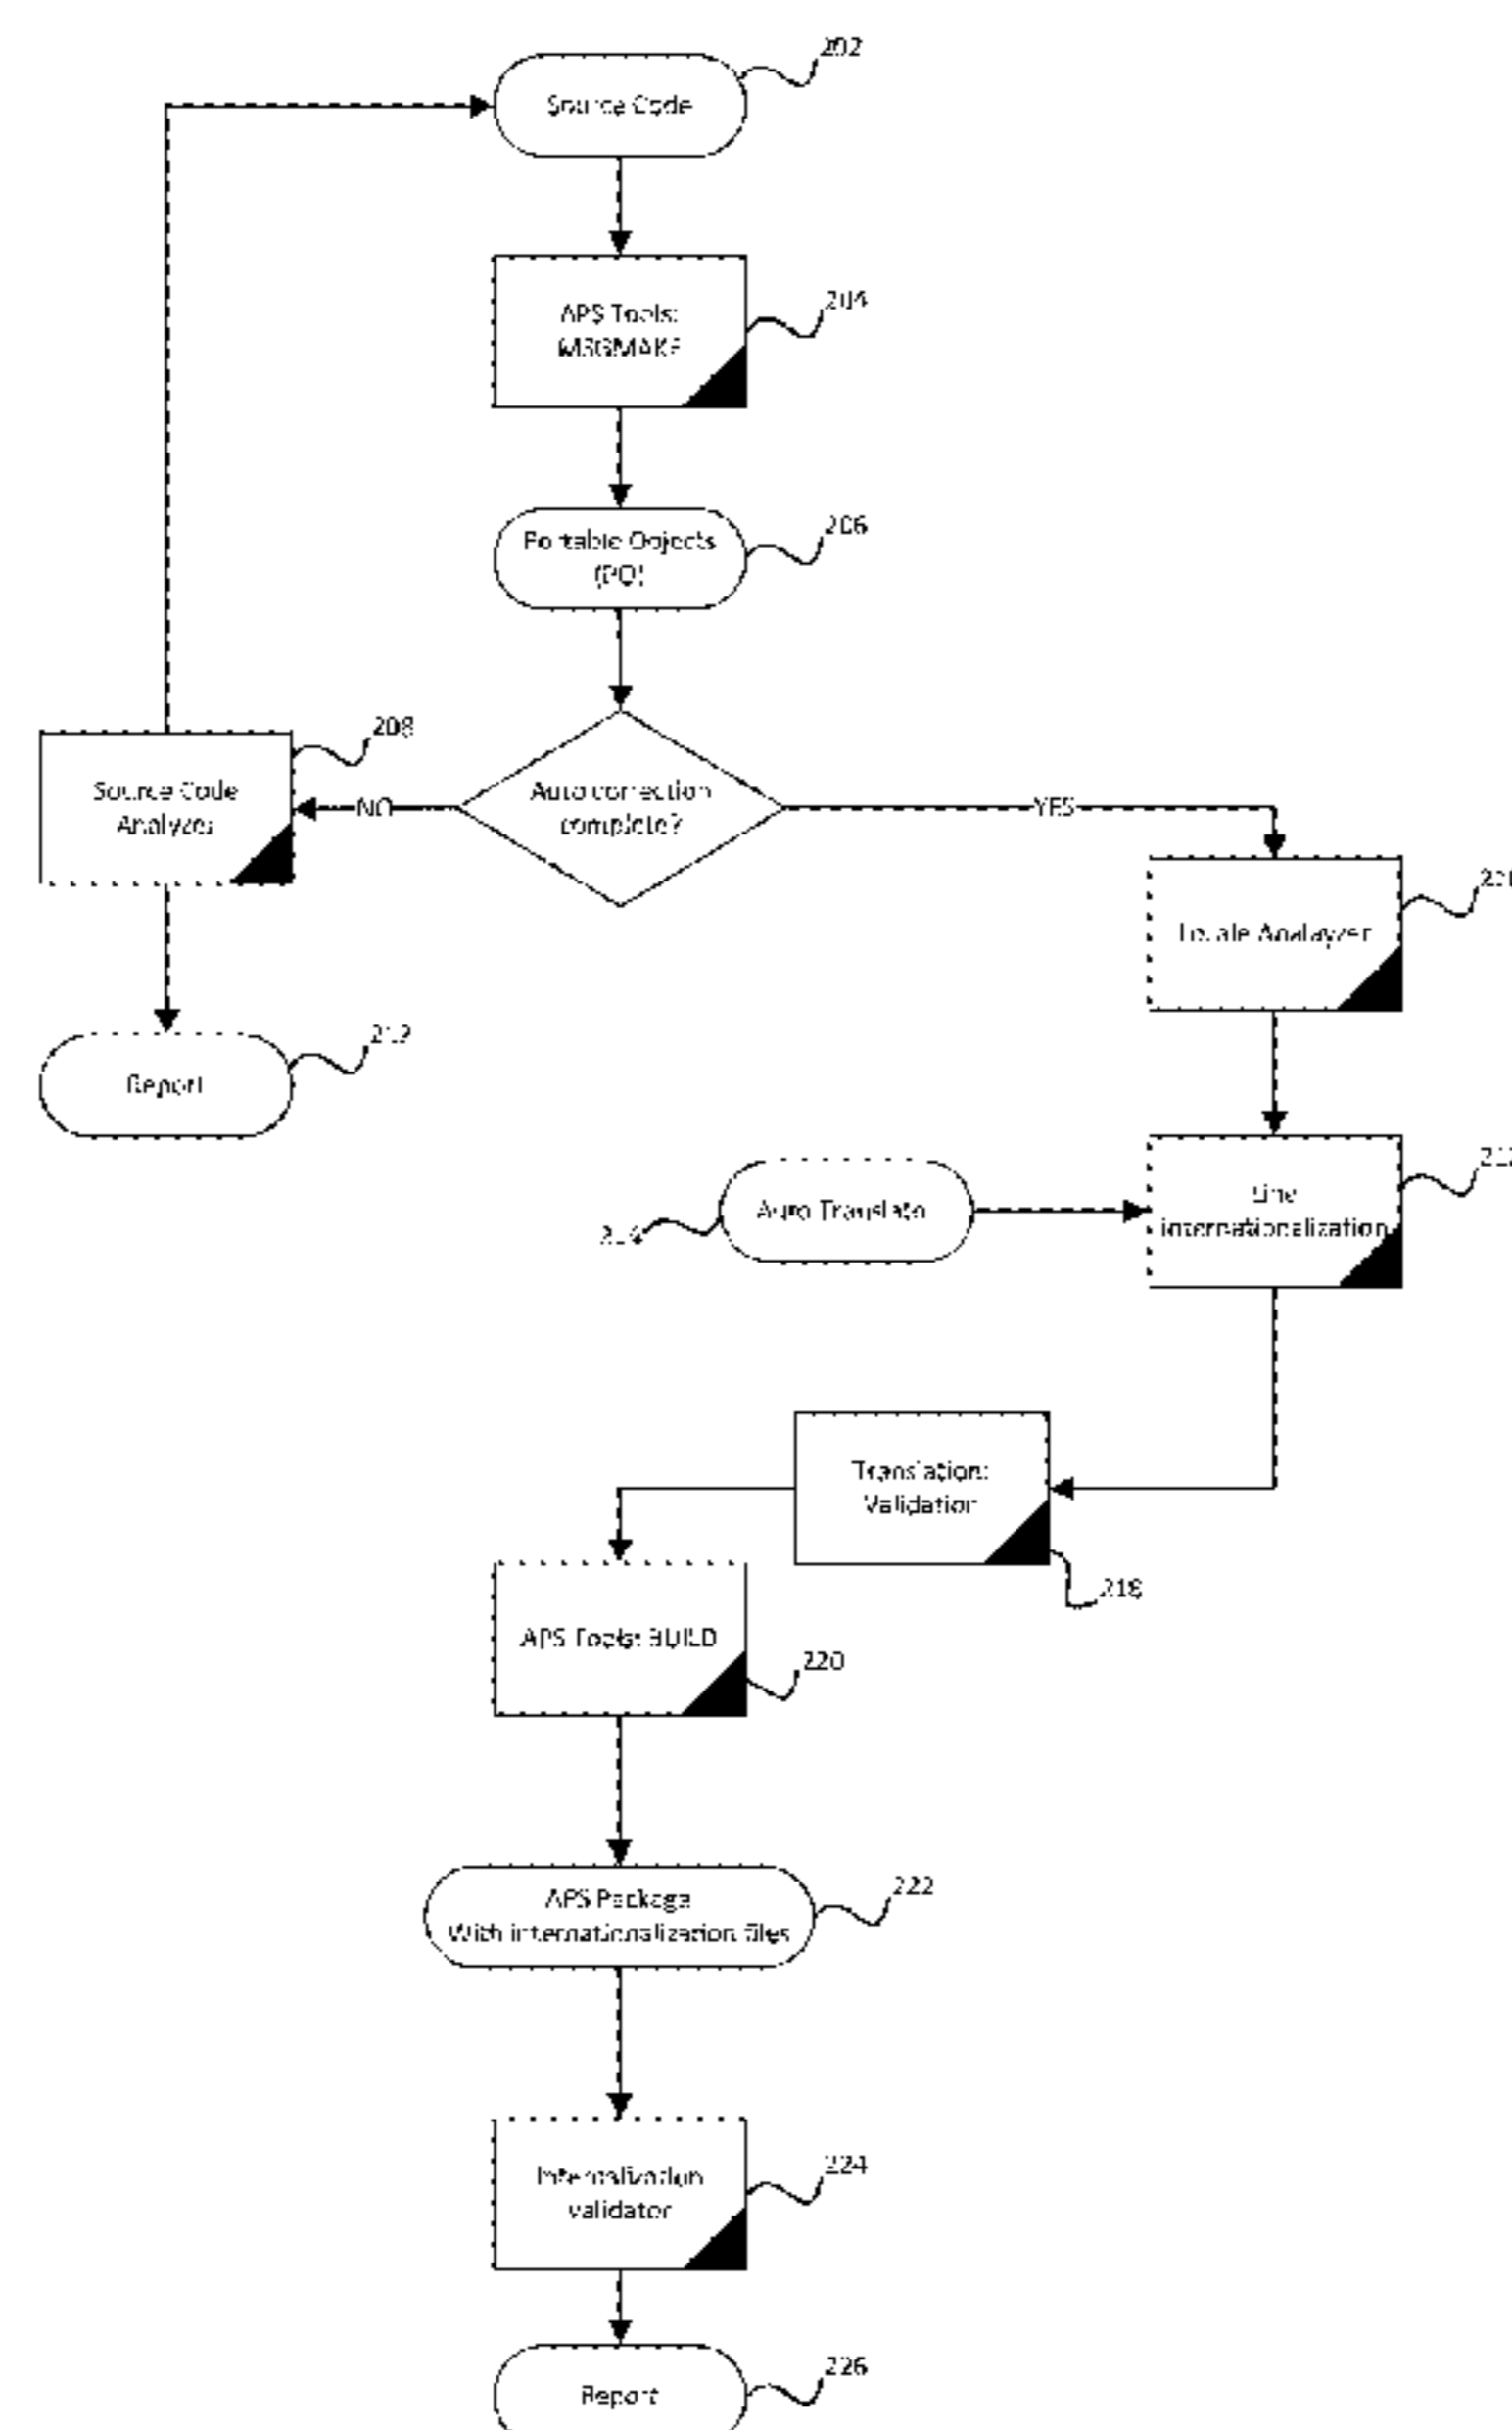 202
Source Code
204
APS Tools:
MSGMAKE
206
Portable Objects
(PO)
208
Source Code
Analyzer
NO
Auto correction
complete?
YES
Locale Analayzer
212
Report
Auto Translate
Line
internationalization
Translation:
Validation
218
APS Tools: BUILD
220
APS Package
With internationalization files
222
Internalization
validator
224
Report
226